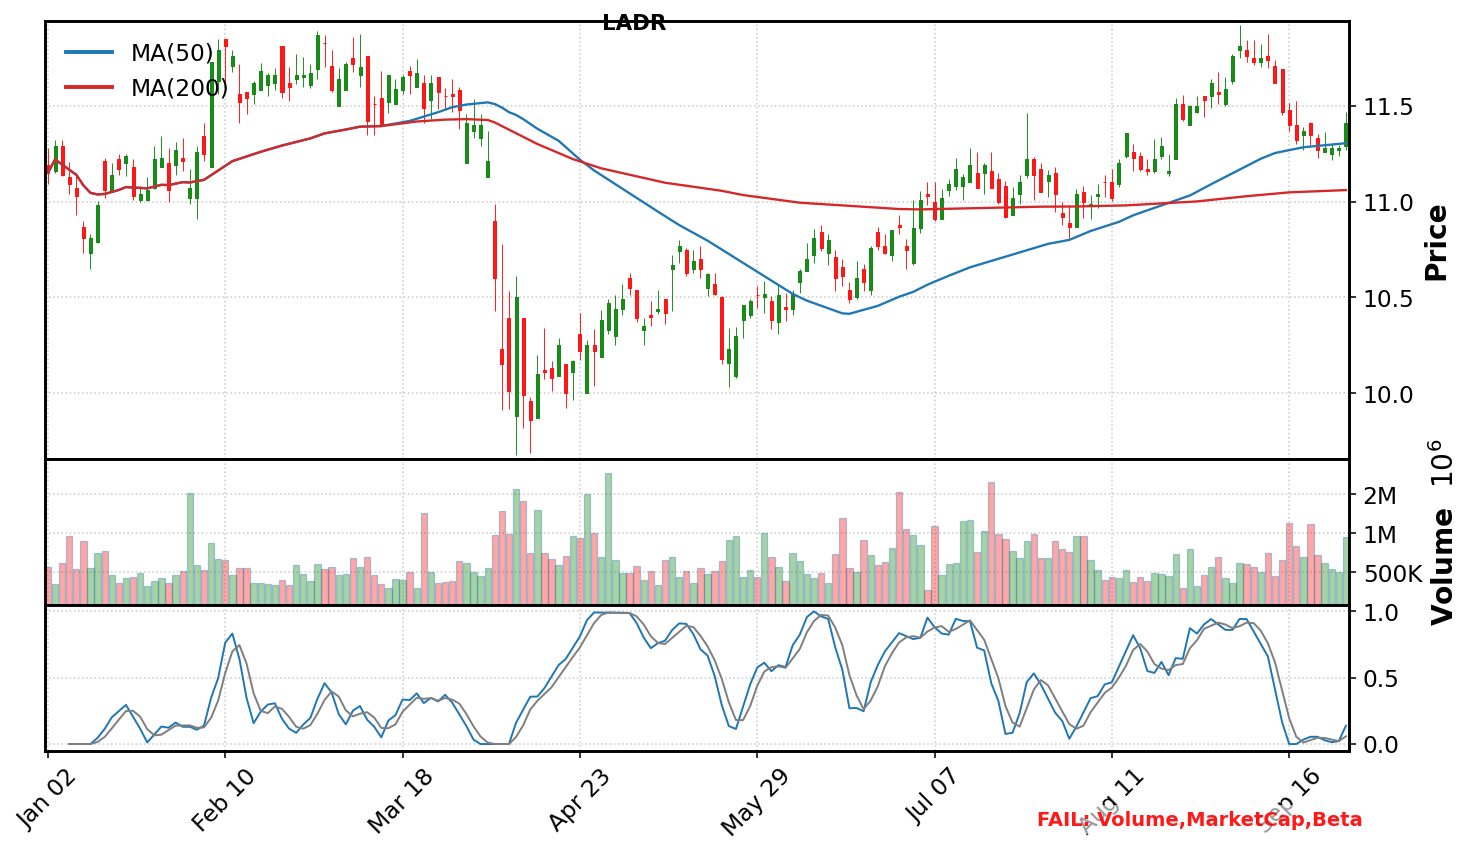 LADR
MA(50)
MA(200)
11.5
11.0
10.5
10.0
Price
2M
1M
500K
Volume 10⁶
1.0
0.5
0.0
Jan 02
Feb 10
Mar 18
Apr 23
May 29
Jul 07
Aug 11
Sep 16
FAIL: Volume,MarketCap,Beta